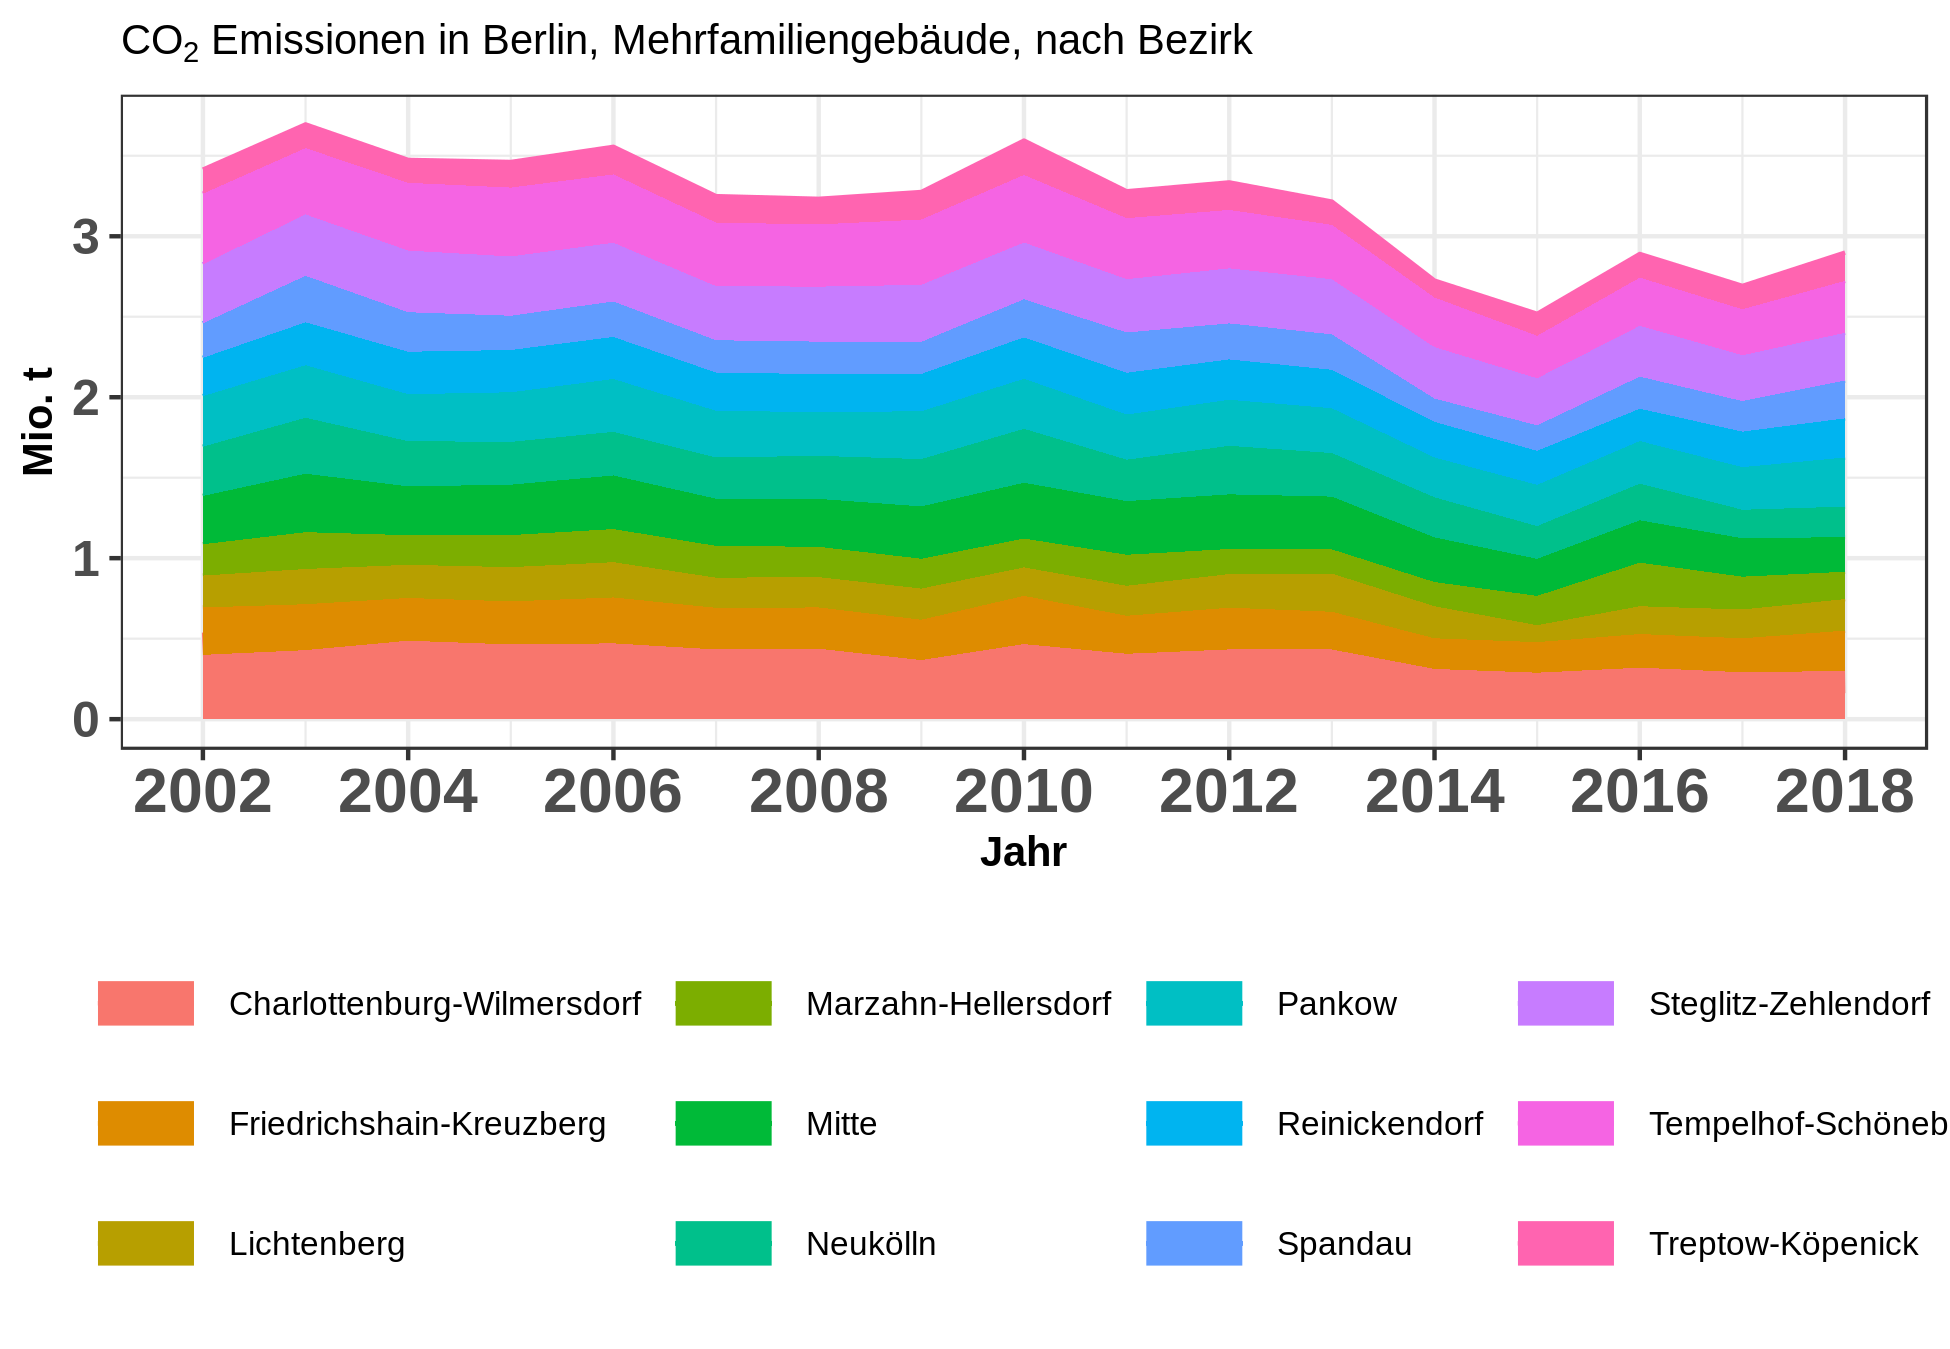 CO₂ Emissionen in Berlin, Mehrfamiliengebäude, nach Bezirk
Mio. t
3
2
1
0
2002 2004 2006 2008 2010 2012 2014 2016 2018
Jahr
Charlottenburg-Wilmersdorf Marzahn-Hellersdorf Pankow Steglitz-Zehlendorf
Friedrichshain-Kreuzberg Mitte Reinickendorf Tempelhof-Schöneb
Lichtenberg Neukölln Spandau Treptow-Köpenick